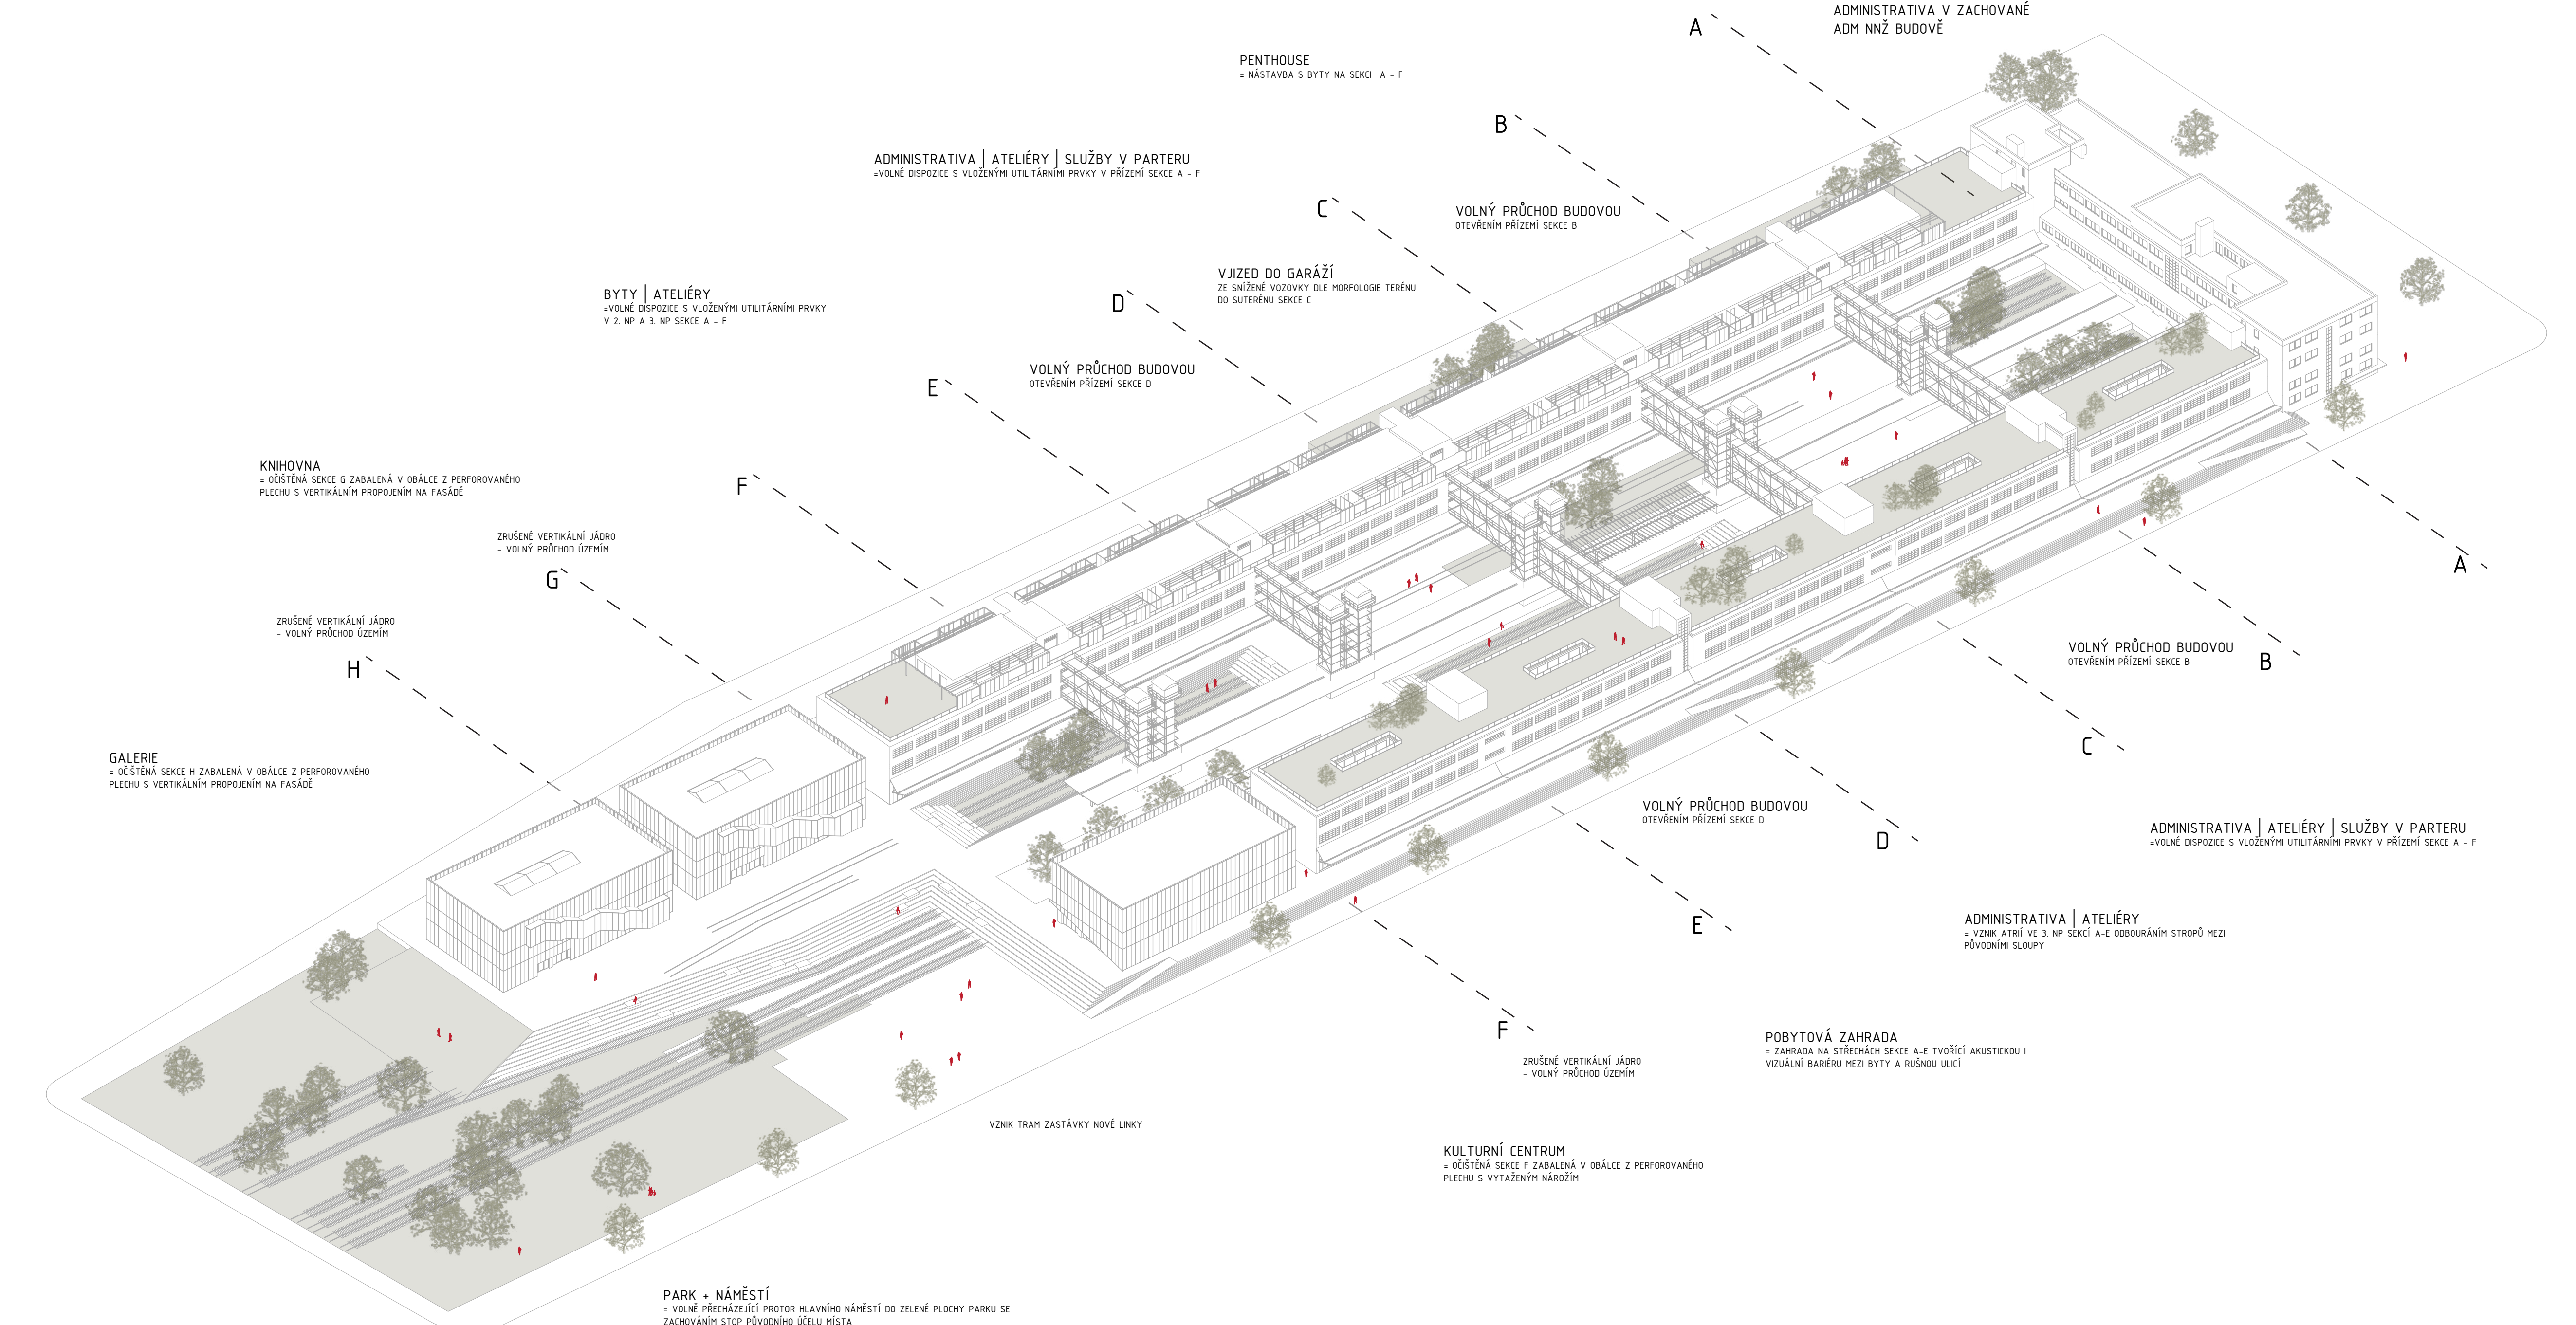 ADMINISTRATIVA V ZACHOVANÉ
ADM NNŽ BUDOVĚ
A
PENTHOUSE
= NÁSTAVBA S BYTY NA SEKCI A – F
B
ADMINISTRATIVA | ATELIÉRY | SLUŽBY V PARTERU
=VOLNÉ DISPOZICE S VLOŽENÝMI UTILITÁRNÍMI PRVKY V PŘÍZEMÍ SEKCE A – F
C
VOLNÝ PRŮCHOD BUDOVOU
OTEVŘENÍM PŘÍZEMÍ SEKCE B
VJIZED DO GARÁŽÍ
ZE SNÍŽENÉ VOZOVKY DLE MORFOLOGIE TERÉNU
DO SUTERÉNU SEKCE C
D
BYTY | ATELIÉRY
=VOLNÉ DISPOZICE S VLOŽENÝMI UTILITÁRNÍMI PRVKY
V 2. NP A 3. NP SEKCE A – F
VOLNÝ PRŮCHOD BUDOVOU
OTEVŘENÍM PŘÍZEMÍ SEKCE D
E
KNIHOVNA
= OČIŠTĚNÁ SEKCE G ZABALENÁ V OBÁLCE Z PERFOROVANÉHO
PLECHU S VERTIKÁLNÍM PROPOJENÍM NA FASÁDĚ
F
ZRUŠENÉ VERTIKÁLNÍ JÁDRO
– VOLNÝ PRŮCHOD ÚZEMÍM
G
ZRUŠENÉ VERTIKÁLNÍ JÁDRO
– VOLNÝ PRŮCHOD ÚZEMÍM
H
GALERIE
= OČIŠTĚNÁ SEKCE H ZABALENÁ V OBÁLCE Z PERFOROVANÉHO
PLECHU S VERTIKÁLNÍM PROPOJENÍM NA FASÁDĚ
A
VOLNÝ PRŮCHOD BUDOVOU
OTEVŘENÍM PŘÍZEMÍ SEKCE B
B
C
VOLNÝ PRŮCHOD BUDOVOU
OTEVŘENÍM PŘÍZEMÍ SEKCE D
D
ADMINISTRATIVA | ATELIÉRY | SLUŽBY V PARTERU
=VOLNÉ DISPOZICE S VLOŽENÝMI UTILITÁRNÍMI PRVKY V PŘÍZEMÍ SEKCE A – F
E
ADMINISTRATIVA | ATELIÉRY
= VZNIK ATRIÍ VE 3. NP SEKCÍ A–E ODBOURÁNÍM STROPŮ MEZI
PŮVODNÍMI SLOUPY
F
POBYTOVÁ ZAHRADA
= ZAHRADA NA STŘECHÁCH SEKCE A–E TVOŘÍCÍ AKUSTICKOU I
VIZUÁLNÍ BARIÉRU MEZI BYTY A RUŠNOU ULICÍ
ZRUŠENÉ VERTIKÁLNÍ JÁDRO
– VOLNÝ PRŮCHOD ÚZEMÍM
VZNIK TRAM ZASTÁVKY NOVÉ LINKY
KULTURNÍ CENTRUM
= OČIŠTĚNÁ SEKCE F ZABALENÁ V OBÁLCE Z PERFOROVANÉHO
PLECHU S VYTAŽENÝM NÁROŽÍM
PARK + NÁMĚSTÍ
= VOLNĚ PŘECHÁZEJÍCÍ PROTOR HLAVNÍHO NÁMĚSTÍ DO ZELENÉ PLOCHY PARKU SE
ZACHOVÁNÍM STOP PŮVODNÍHO ÚČELU MÍSTA